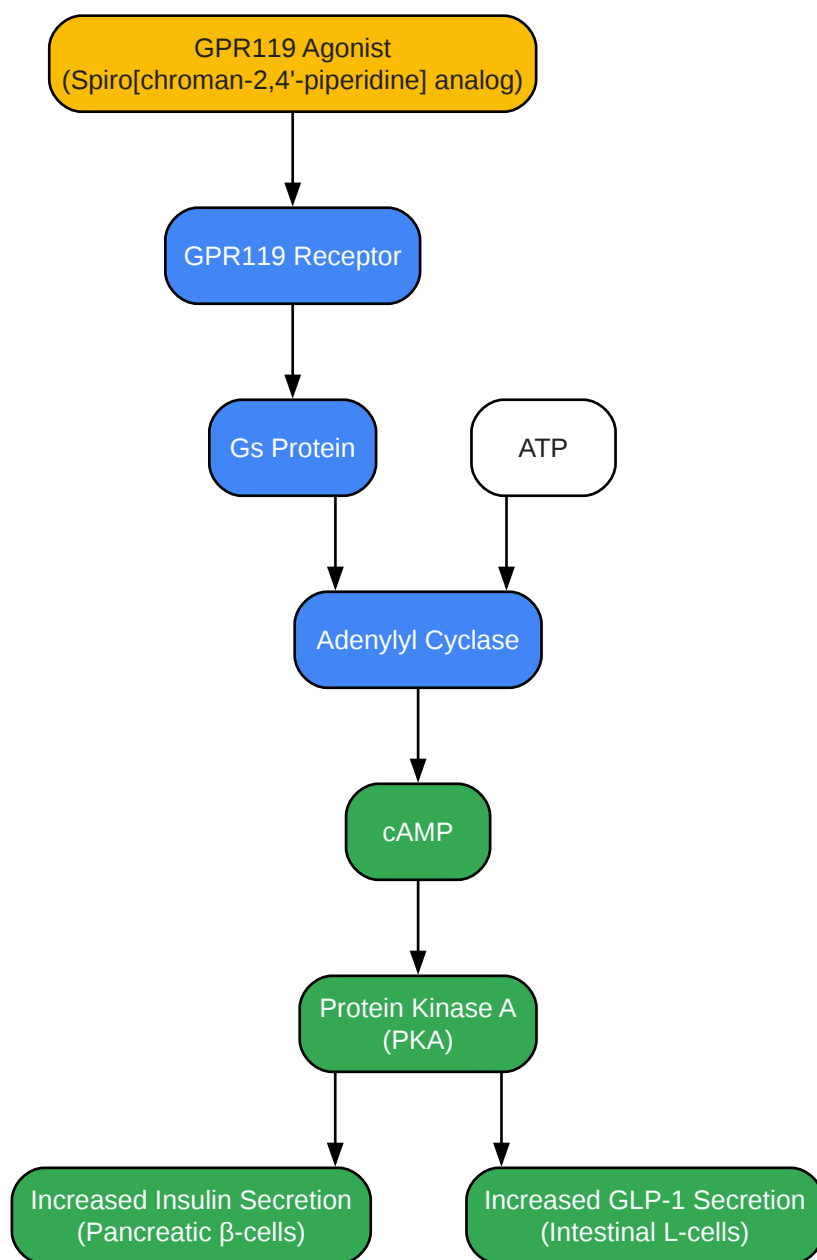 GPR119 Agonist
(Spiro[chroman-2,4'-piperidine] analog)
GPR119 Receptor
Gs Protein
ATP
Adenylyl Cyclase
cAMP
Protein Kinase A
(PKA)
Increased Insulin Secretion
(Pancreatic β-cells)
Increased GLP-1 Secretion
(Intestinal L-cells)